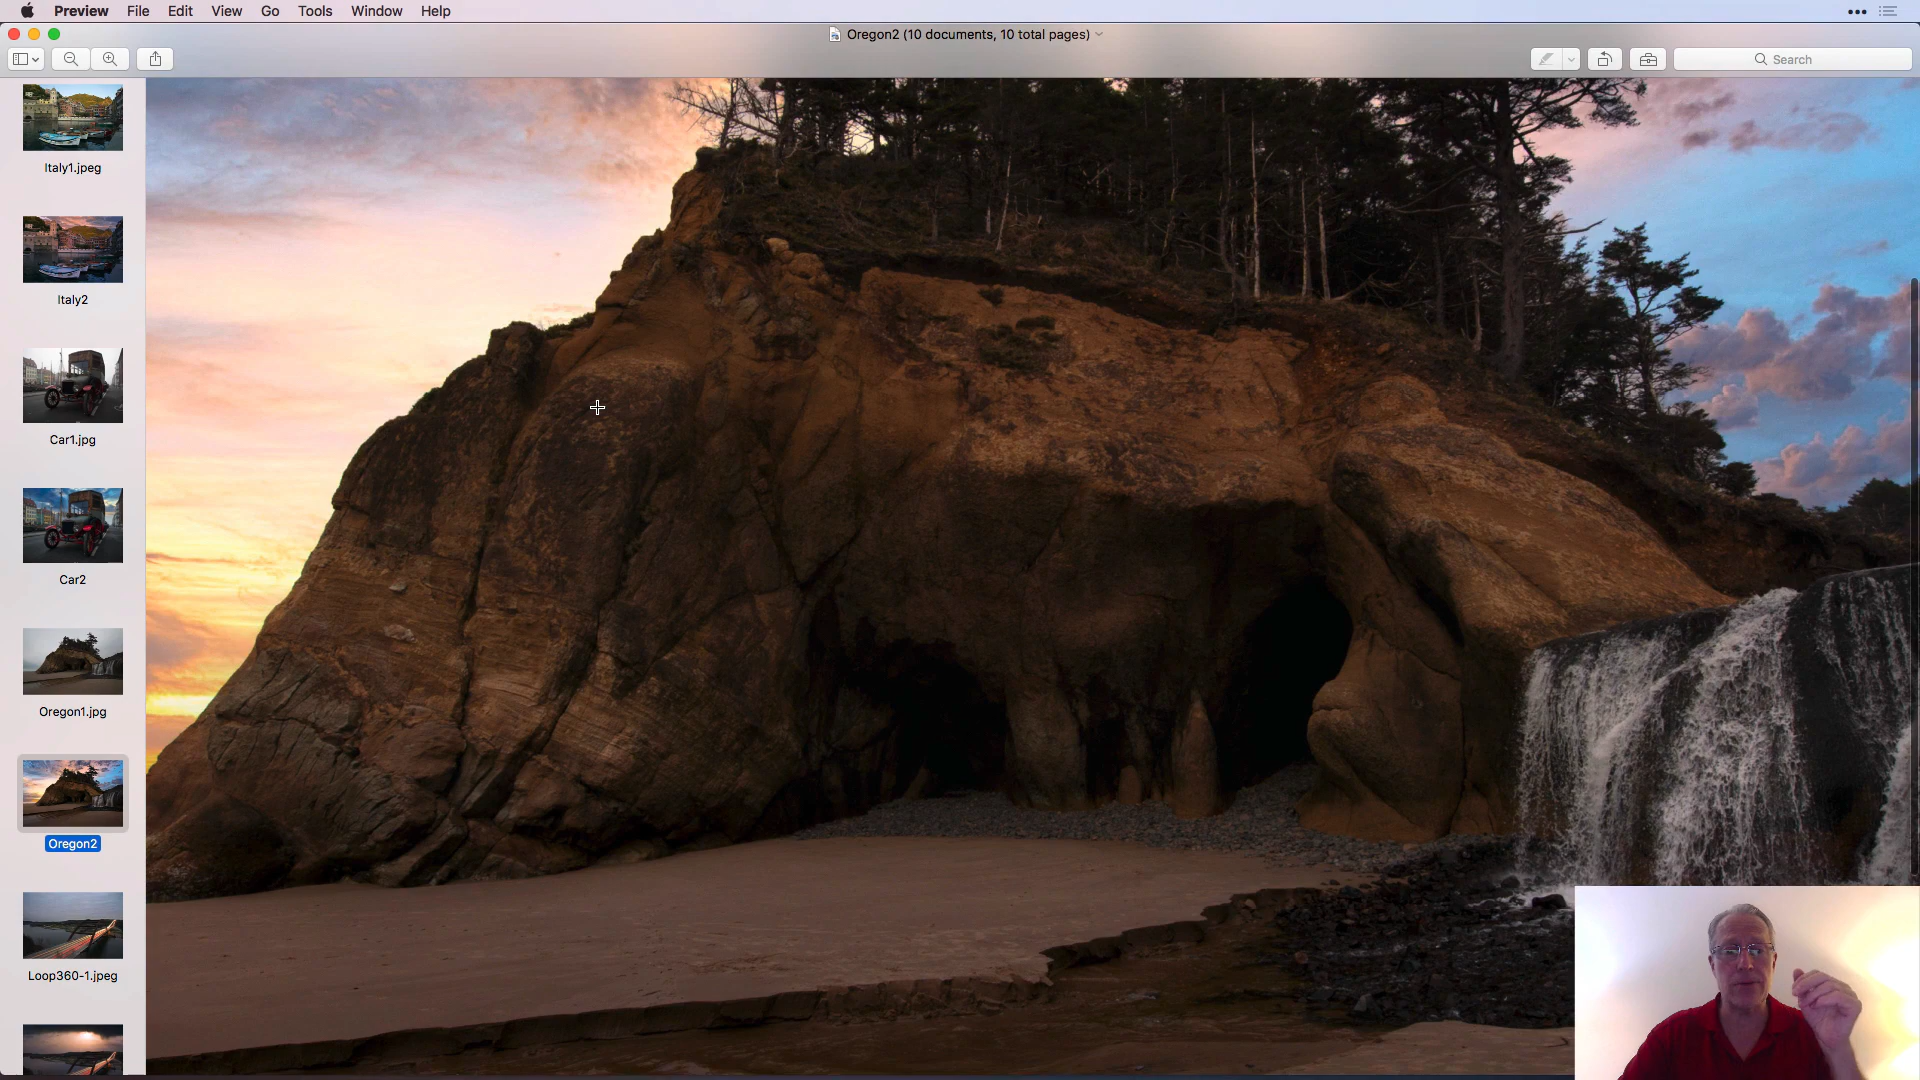 Preview File Edit View Go Tools Window Help
Oregon2 (10 documents, 10 total pages)
Search
Italy1.jpeg
Italy2
Car1.jpg
Car2
Oregon1.jpg
Oregon2
Loop360-1.jpeg